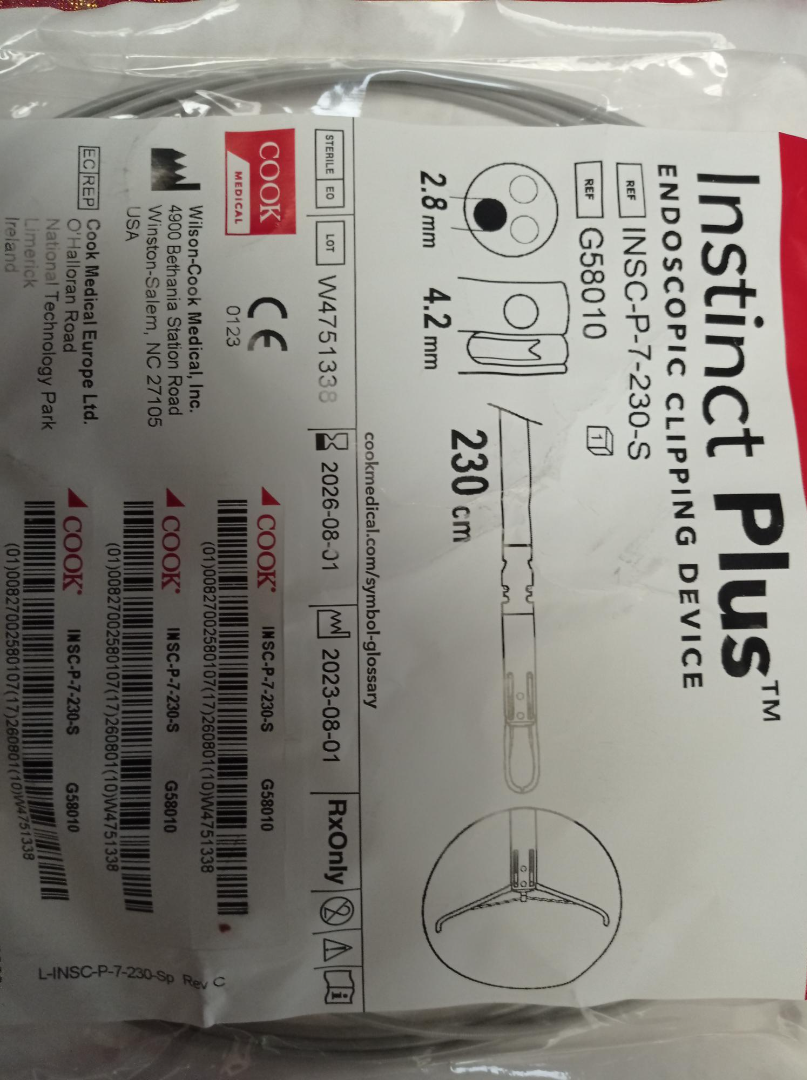 Instinct Plus™
ENDOSCOPIC CLIPPING DEVICE
REF INSC-P-7-230-S
REF G58010
1
2.8 mm
4.2 mm
230 cm
cookmedical.com/symbol-glossary
STERILE EO
LOT W4751338
2026-08-01
2023-08-01
RxOnly
i
COOK
MEDICAL
CE
0123
Wilson-Cook Medical, Inc.
4900 Bethania Station Road
Winston-Salem, NC 27105
USA
EC REP
Cook Medical Europe Ltd.
O'Halloran Road
National Technology Park
Limerick
Ireland
COOK® INSC-P-7-230-S G58010
(01)00827002580107(17)260801(10)W4751338
COOK® INSC-P-7-230-S G58010
(01)00827002580107(17)260801(10)W4751338
COOK® INSC-P-7-230-S G58010
(01)00827002580107(17)260801(10)W4751338
L-INSC-P-7-230-Sp Rev C